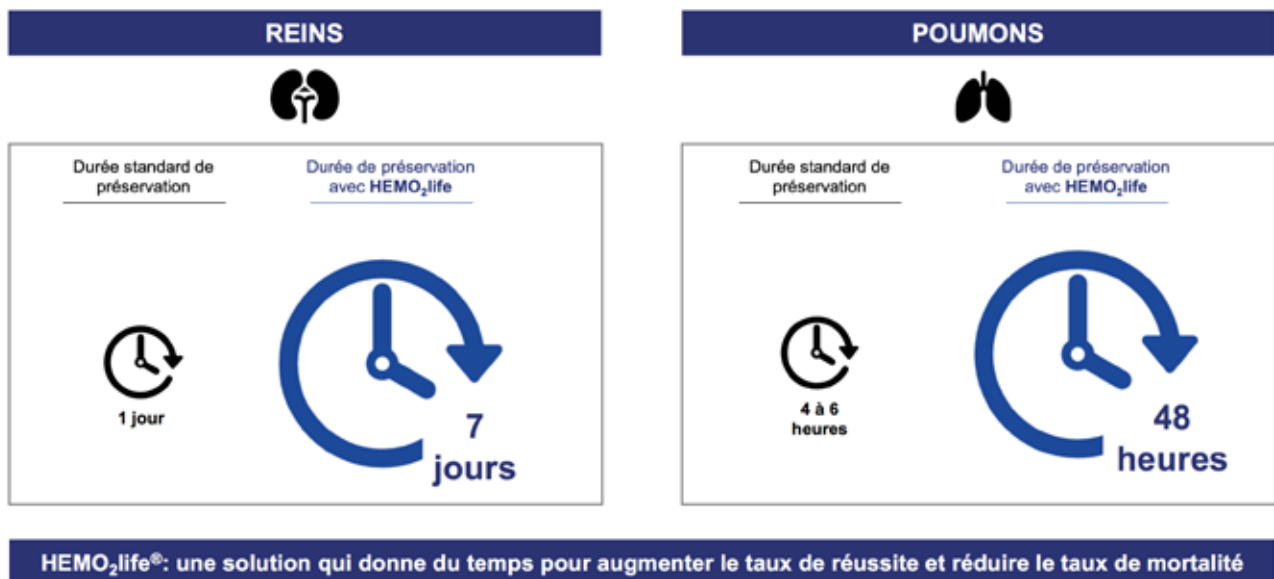 REINS
Durée standard de
préservation
Durée de préservation
avec HEMO₂life
1 jour
7
jours
POUMONS
Durée standard de
préservation
Durée de préservation
avec HEMO₂life
4 à 6
heures
48
heures
HEMO₂life®: une solution qui donne du temps pour augmenter le taux de réussite et réduire le taux de mortalité